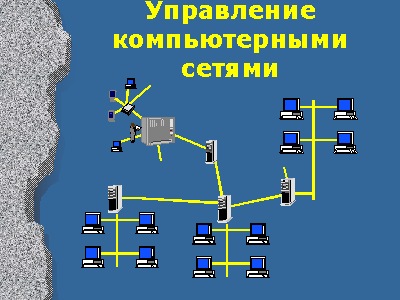 Управление
компьютерными
сетями